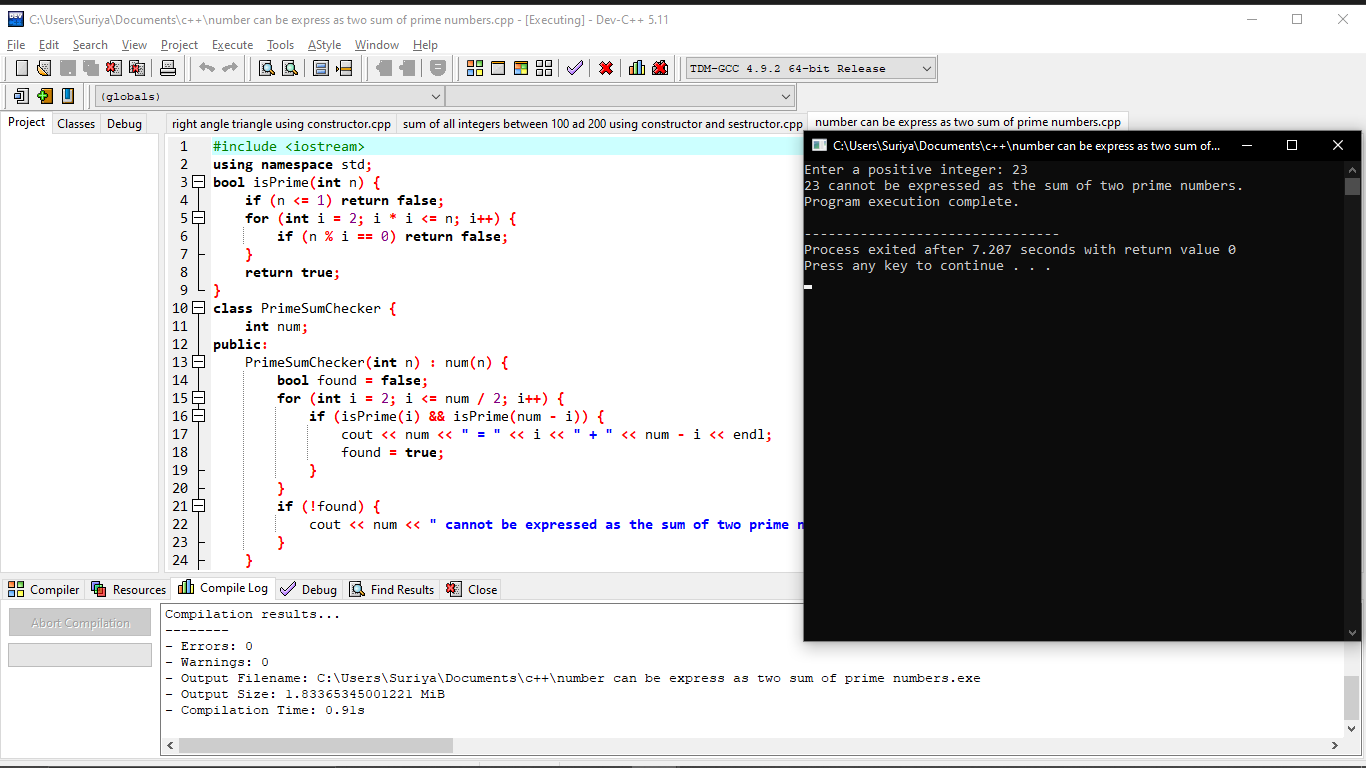 C:\Users\Suriya\Documents\c++\number can be express as two sum of prime numbers.cpp - [Executing] - Dev-C++ 5.11
File Edit Search View Project Execute Tools AStyle Window Help
TDM-GCC 4.9.2 64-bit Release
(globals)
Project Classes Debug
right angle triangle using constructor.cpp sum of all integers between 100 ad 200 using constructor and sestructor.cpp number can be express as two sum of prime numbers.cpp
1 #include <iostream>
2 using namespace std;
3 bool isPrime(int n) {
4 if (n <= 1) return false;
5 for (int i = 2; i * i <= n; i++) {
6 if (n % i == 0) return false;
7 }
8 return true;
9 }
10 class PrimeSumChecker {
11 int num;
12 public:
13 PrimeSumChecker(int n) : num(n) {
14 bool found = false;
15 for (int i = 2; i <= num / 2; i++) {
16 if (isPrime(i) && isPrime(num - i)) {
17 cout << num << " = " << i << " + " << num - i << endl;
18 found = true;
19 }
20 }
21 if (!found) {
22 cout << num << " cannot be expressed as the sum of two prime n
23 }
24 }
C:\Users\Suriya\Documents\c++\number can be express as two sum of...
Enter a positive integer: 23
23 cannot be expressed as the sum of two prime numbers.
Program execution complete.
--------------------------------
Process exited after 7.207 seconds with return value 0
Press any key to continue . . .
Compiler Resources Compile Log Debug Find Results Close
Abort Compilation
Compilation results...
--------
- Errors: 0
- Warnings: 0
- Output Filename: C:\Users\Suriya\Documents\c++\number can be express as two sum of prime numbers.exe
- Output Size: 1.83365345001221 MiB
- Compilation Time: 0.91s